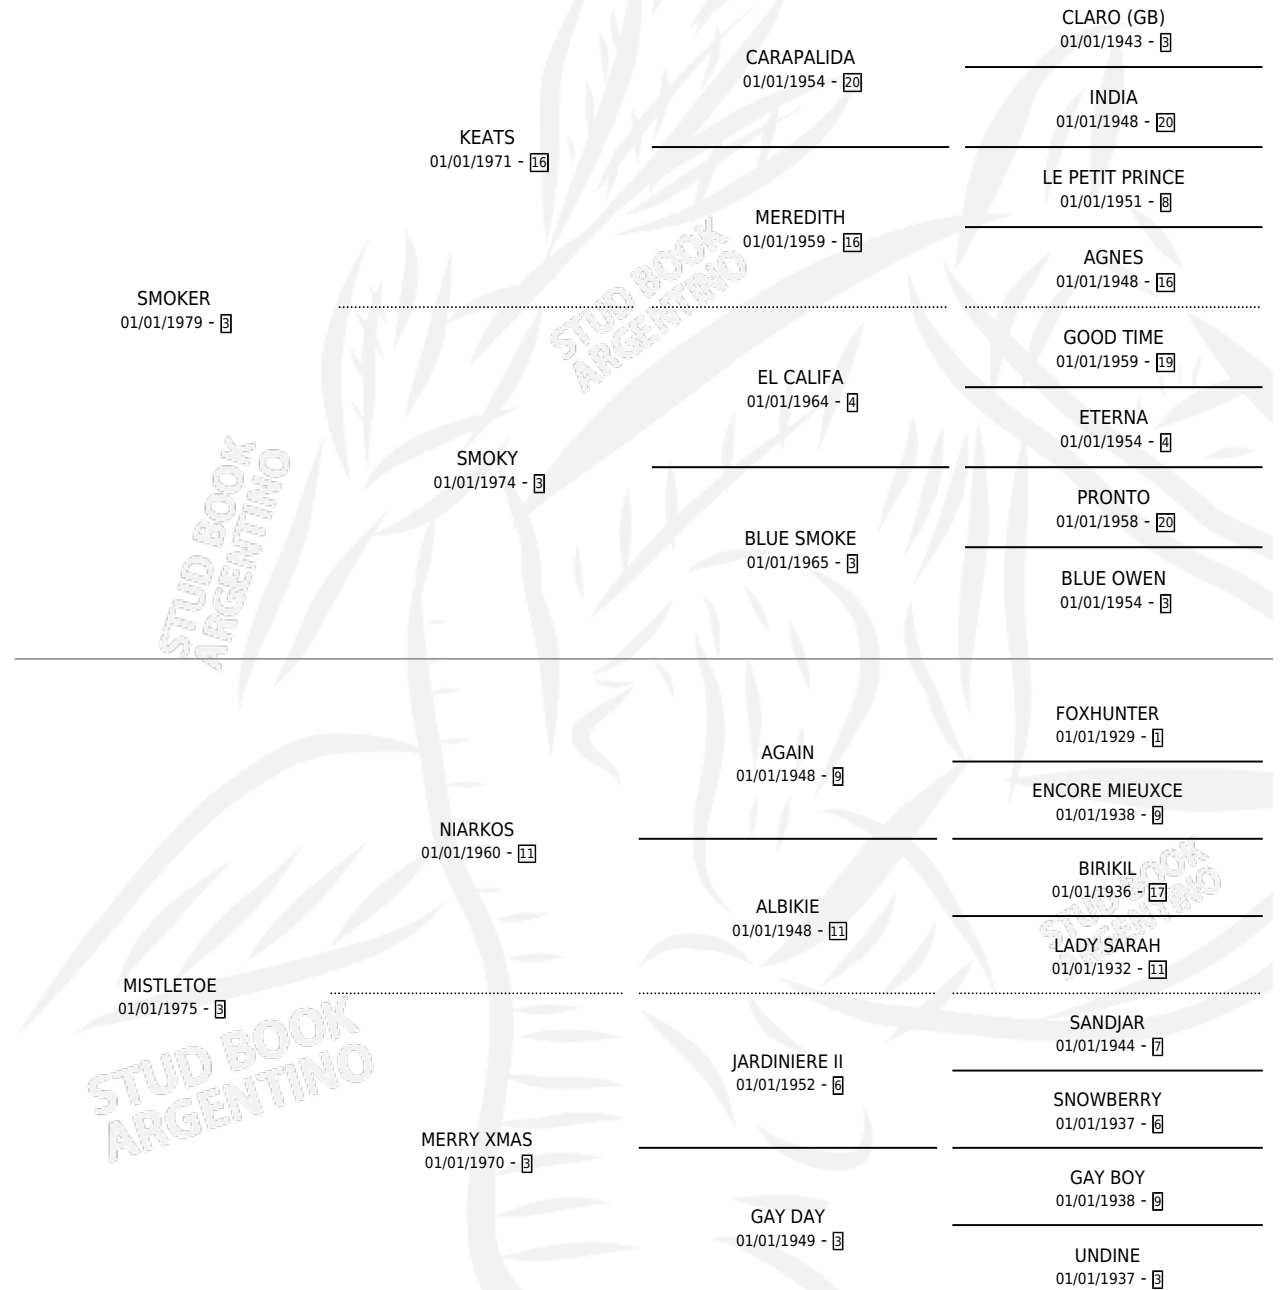 CLARO (GB)
01/01/1943 - 3
CARAPALIDA
01/01/1954 - 20
INDIA
01/01/1948 - 20
KEATS
01/01/1971 - 16
LE PETIT PRINCE
01/01/1951 - 8
MEREDITH
01/01/1959 - 16
AGNES
01/01/1948 - 16
SMOKER
01/01/1979 - 3
GOOD TIME
01/01/1959 - 19
EL CALIFA
01/01/1964 - 4
ETERNA
01/01/1954 - 4
SMOKY
01/01/1974 - 3
PRONTO
01/01/1958 - 20
BLUE SMOKE
01/01/1965 - 3
BLUE OWEN
01/01/1954 - 3
FOXHUNTER
01/01/1929 - 1
AGAIN
01/01/1948 - 9
ENCORE MIEUXCE
01/01/1938 - 9
NIARKOS
01/01/1960 - 11
BIRIKIL
01/01/1936 - 17
ALBIKIE
01/01/1948 - 11
LADY SARAH
01/01/1932 - 11
MISTLETOE
01/01/1975 - 3
SANDJAR
01/01/1944 - 7
JARDINIERE II
01/01/1952 - 6
SNOWBERRY
01/01/1937 - 6
MERRY XMAS
01/01/1970 - 3
GAY BOY
01/01/1938 - 9
GAY DAY
01/01/1949 - 3
UNDINE
01/01/1937 - 3
STUD BOOK
ARGENTINO
STUD BOOK
ARGENTINO
STUD BOOK
ARGENTINO
STUD BOOK
ARGENTINO